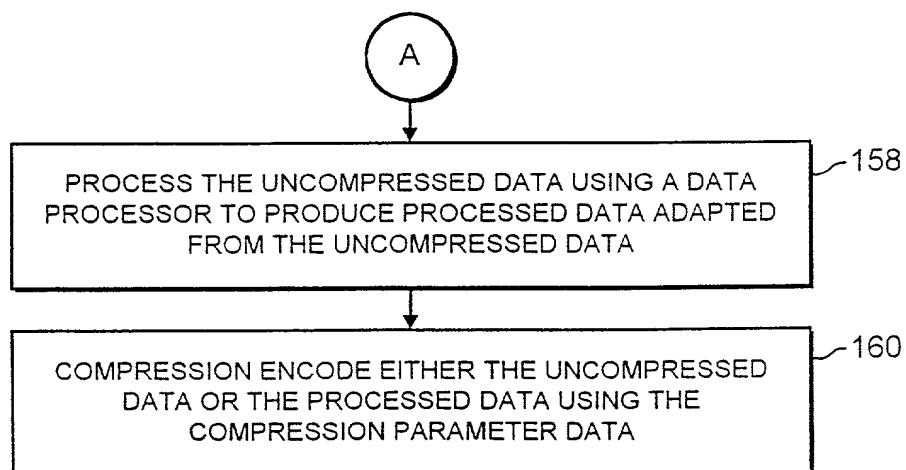 A
158
PROCESS THE UNCOMPRESSED DATA USING A DATA
PROCESSOR TO PRODUCE PROCESSED DATA ADAPTED
FROM THE UNCOMPRESSED DATA
160
COMPRESSION ENCODE EITHER THE UNCOMPRESSED
DATA OR THE PROCESSED DATA USING THE
COMPRESSION PARAMETER DATA